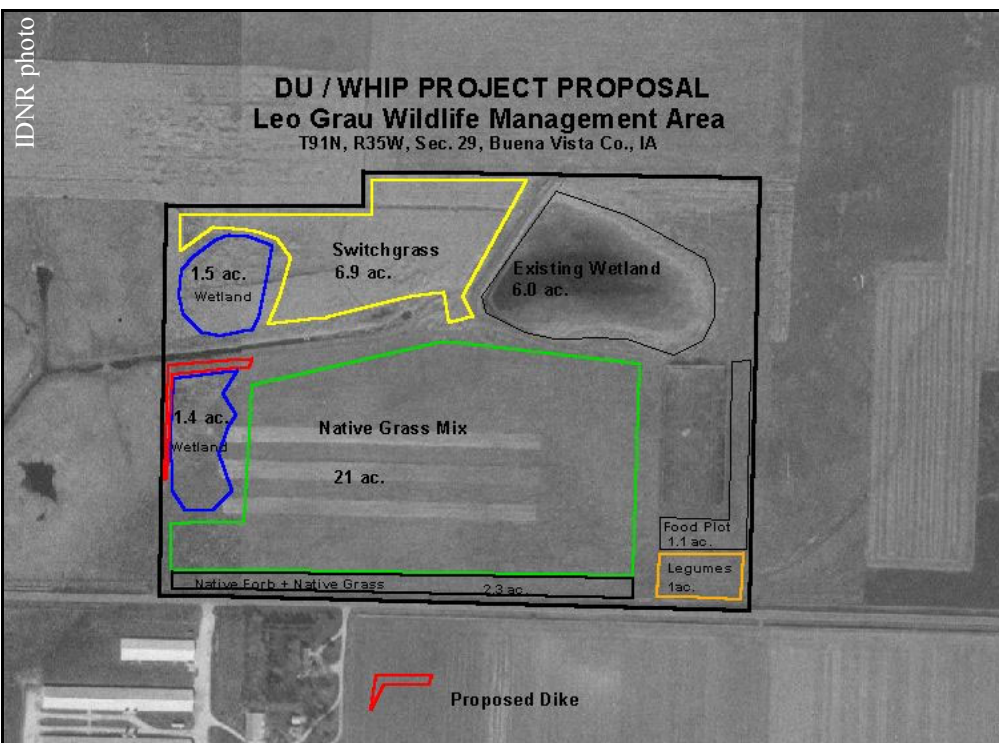 IDNR photo
DU / WHIP PROJECT PROPOSAL
Leo Grau Wildlife Management Area
T91N, R35W, Sec. 29, Buena Vista Co., IA
Switchgrass
6.9 ac.
1.5 ac.
Wetland
Existing Wetland
6.0 ac.
1.4 ac.
Wetland
Native Grass Mix
21 ac.
Food Plot
1.1 ac.
Legumes
1ac.
Native Forb + Native Grass 2.3 ac.
Proposed Dike